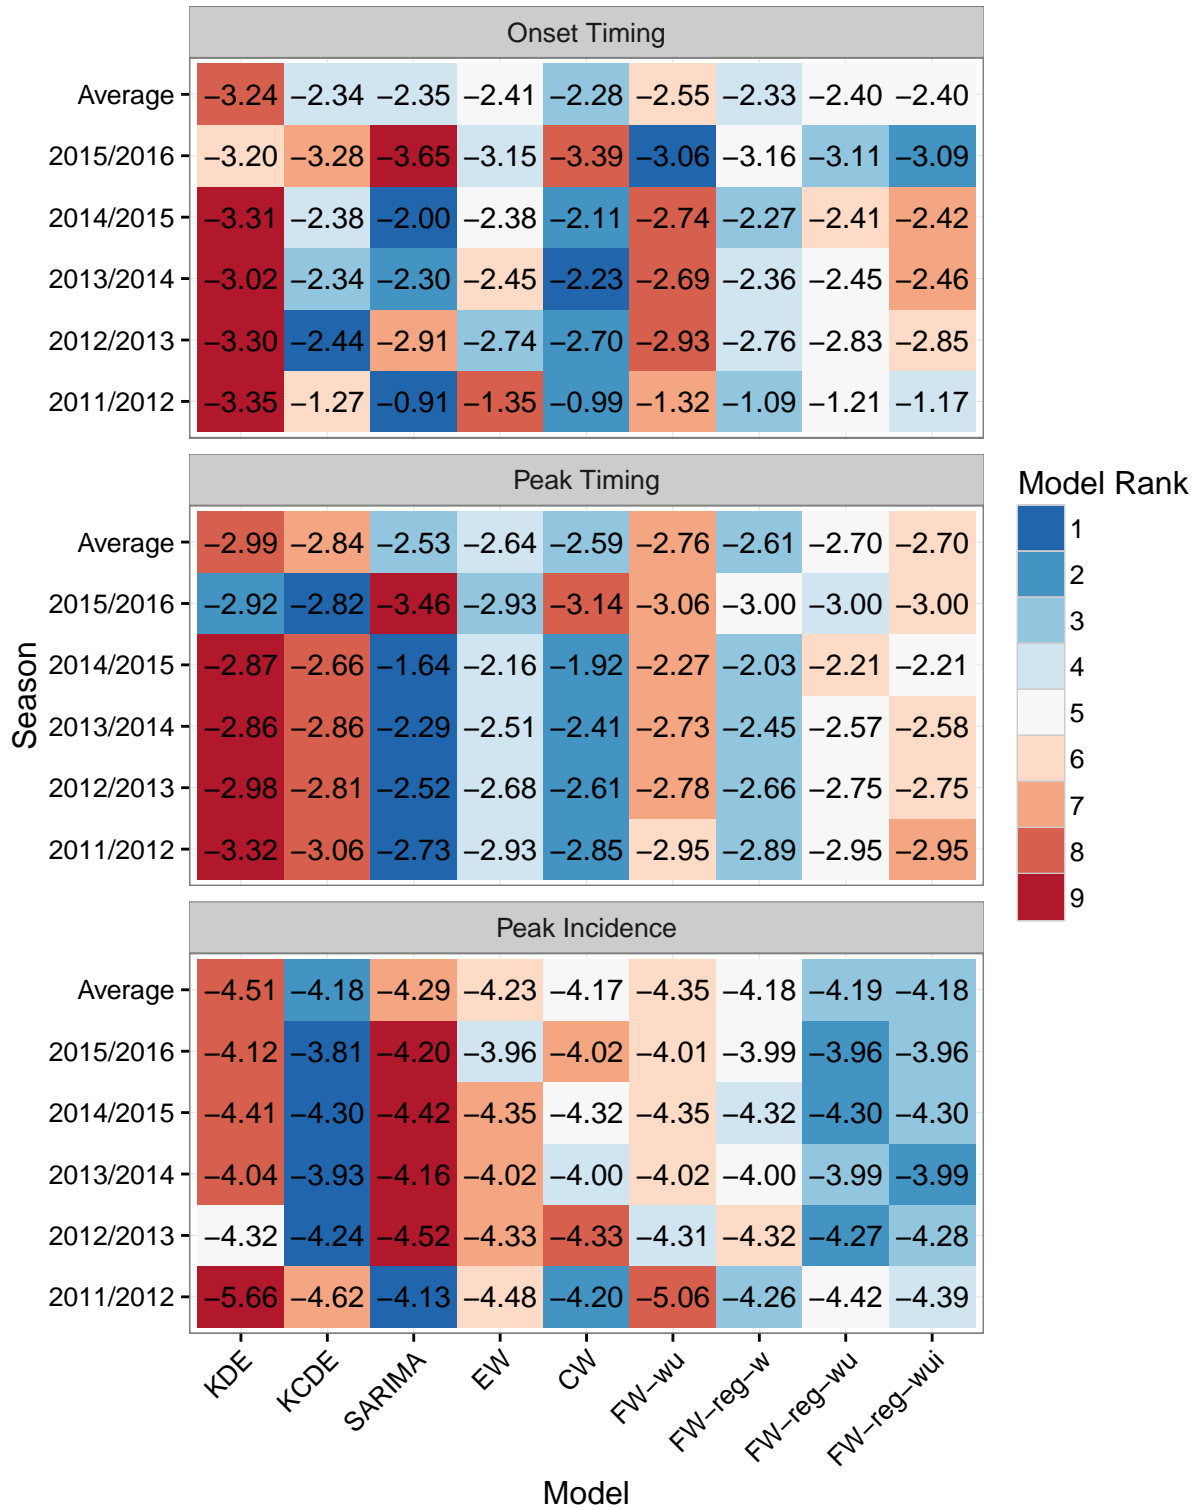 Onset Timing
Average −3.24 −2.34 −2.35 −2.41 −2.28 −2.55 −2.33 −2.40 −2.40
2015/2016 −3.20 −3.28 −3.65 −3.15 −3.39 −3.06 −3.16 −3.11 −3.09
2014/2015 −3.31 −2.38 −2.00 −2.38 −2.11 −2.74 −2.27 −2.41 −2.42
2013/2014 −3.02 −2.34 −2.30 −2.45 −2.23 −2.69 −2.36 −2.45 −2.46
2012/2013 −3.30 −2.44 −2.91 −2.74 −2.70 −2.93 −2.76 −2.83 −2.85
2011/2012 −3.35 −1.27 −0.91 −1.35 −0.99 −1.32 −1.09 −1.21 −1.17
Peak Timing
Average −2.99 −2.84 −2.53 −2.64 −2.59 −2.76 −2.61 −2.70 −2.70
2015/2016 −2.92 −2.82 −3.46 −2.93 −3.14 −3.06 −3.00 −3.00 −3.00
2014/2015 −2.87 −2.66 −1.64 −2.16 −1.92 −2.27 −2.03 −2.21 −2.21
2013/2014 −2.86 −2.86 −2.29 −2.51 −2.41 −2.73 −2.45 −2.57 −2.58
2012/2013 −2.98 −2.81 −2.52 −2.68 −2.61 −2.78 −2.66 −2.75 −2.75
2011/2012 −3.32 −3.06 −2.73 −2.93 −2.85 −2.95 −2.89 −2.95 −2.95
Peak Incidence
Average −4.51 −4.18 −4.29 −4.23 −4.17 −4.35 −4.18 −4.19 −4.18
2015/2016 −4.12 −3.81 −4.20 −3.96 −4.02 −4.01 −3.99 −3.96 −3.96
2014/2015 −4.41 −4.30 −4.42 −4.35 −4.32 −4.35 −4.32 −4.30 −4.30
2013/2014 −4.04 −3.93 −4.16 −4.02 −4.00 −4.02 −4.00 −3.99 −3.99
2012/2013 −4.32 −4.24 −4.52 −4.33 −4.33 −4.31 −4.32 −4.27 −4.28
2011/2012 −5.66 −4.62 −4.13 −4.48 −4.20 −5.06 −4.26 −4.42 −4.39
KDE KCDE SARIMA EW CW FW−wu FW−reg−w FW−reg−wu FW−reg−wui
Model
Season
Model Rank
1
2
3
4
5
6
7
8
9